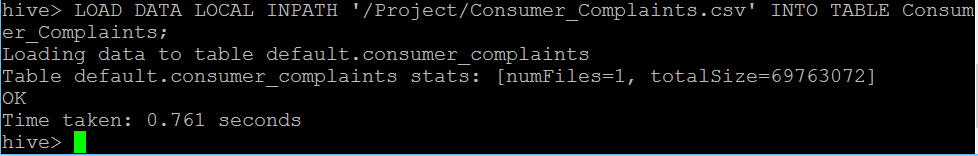 hive> LOAD DATA LOCAL INPATH '/Project/Consumer_Complaints.csv' INTO TABLE Consum
er_Complaints;
Loading data to table default.consumer_complaints
Table default.consumer_complaints stats: [numFiles=1, totalSize=69763072]
OK
Time taken: 0.761 seconds
hive>